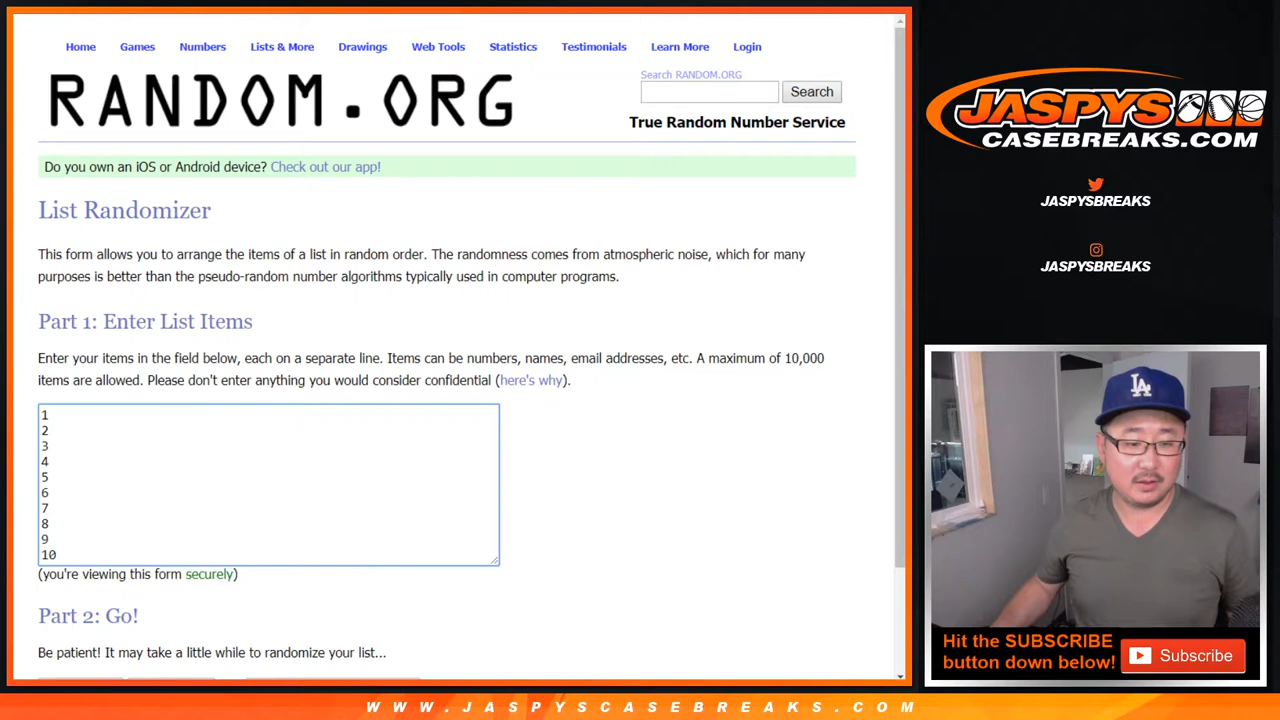 Home Games Numbers Lists & More Drawings Web Tools Statistics Testimonials Learn More Login
RANDOM.ORG
Search RANDOM.ORG
Search
True Random Number Service
Do you own an iOS or Android device? Check out our app!
List Randomizer
This form allows you to arrange the items of a list in random order. The randomness comes from atmospheric noise, which for many
purposes is better than the pseudo-random number algorithms typically used in computer programs.
Part 1: Enter List Items
Enter your items in the field below, each on a separate line. Items can be numbers, names, email addresses, etc. A maximum of 10,000
items are allowed. Please don't enter anything you would consider confidential (here's why).
1
2
3
4
5
6
7
8
9
10
(you're viewing this form securely)
Part 2: Go!
Be patient! It may take a little while to randomize your list...
JASPYS
CASEBREAKS.COM
JASPYSBREAKS
JASPYSBREAKS
LA
Hit the SUBSCRIBE
button down below!
Subscribe
WWW.JASPYSCASEBREAKS.COM